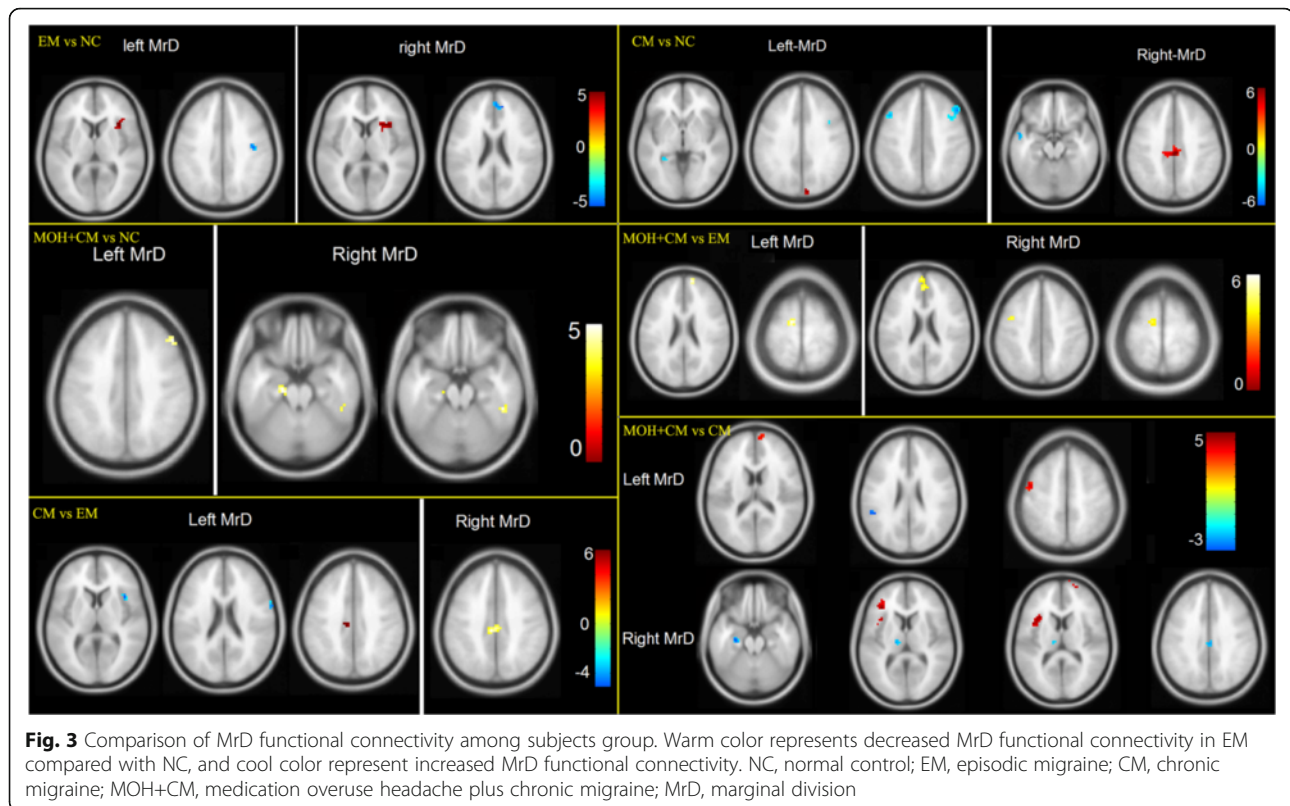 EM vs NC
left MrD
right MrD
5
0
-5
CM vs NC
Left-MrD
Right-MrD
6
0
-6
MOH+CM vs NC
Left MrD
Right MrD
5
0
MOH+CM vs EM
Left MrD
Right MrD
6
0
CM vs EM
Left MrD
Right MrD
6
0
-4
MOH+CM vs CM
Left MrD
Right MrD
5
-3
Fig. 3 Comparison of MrD functional connectivity among subjects group. Warm color represents decreased MrD functional connectivity in EM
compared with NC, and cool color represent increased MrD functional connectivity. NC, normal control; EM, episodic migraine; CM, chronic
migraine; MOH+CM, medication overuse headache plus chronic migraine; MrD, marginal division